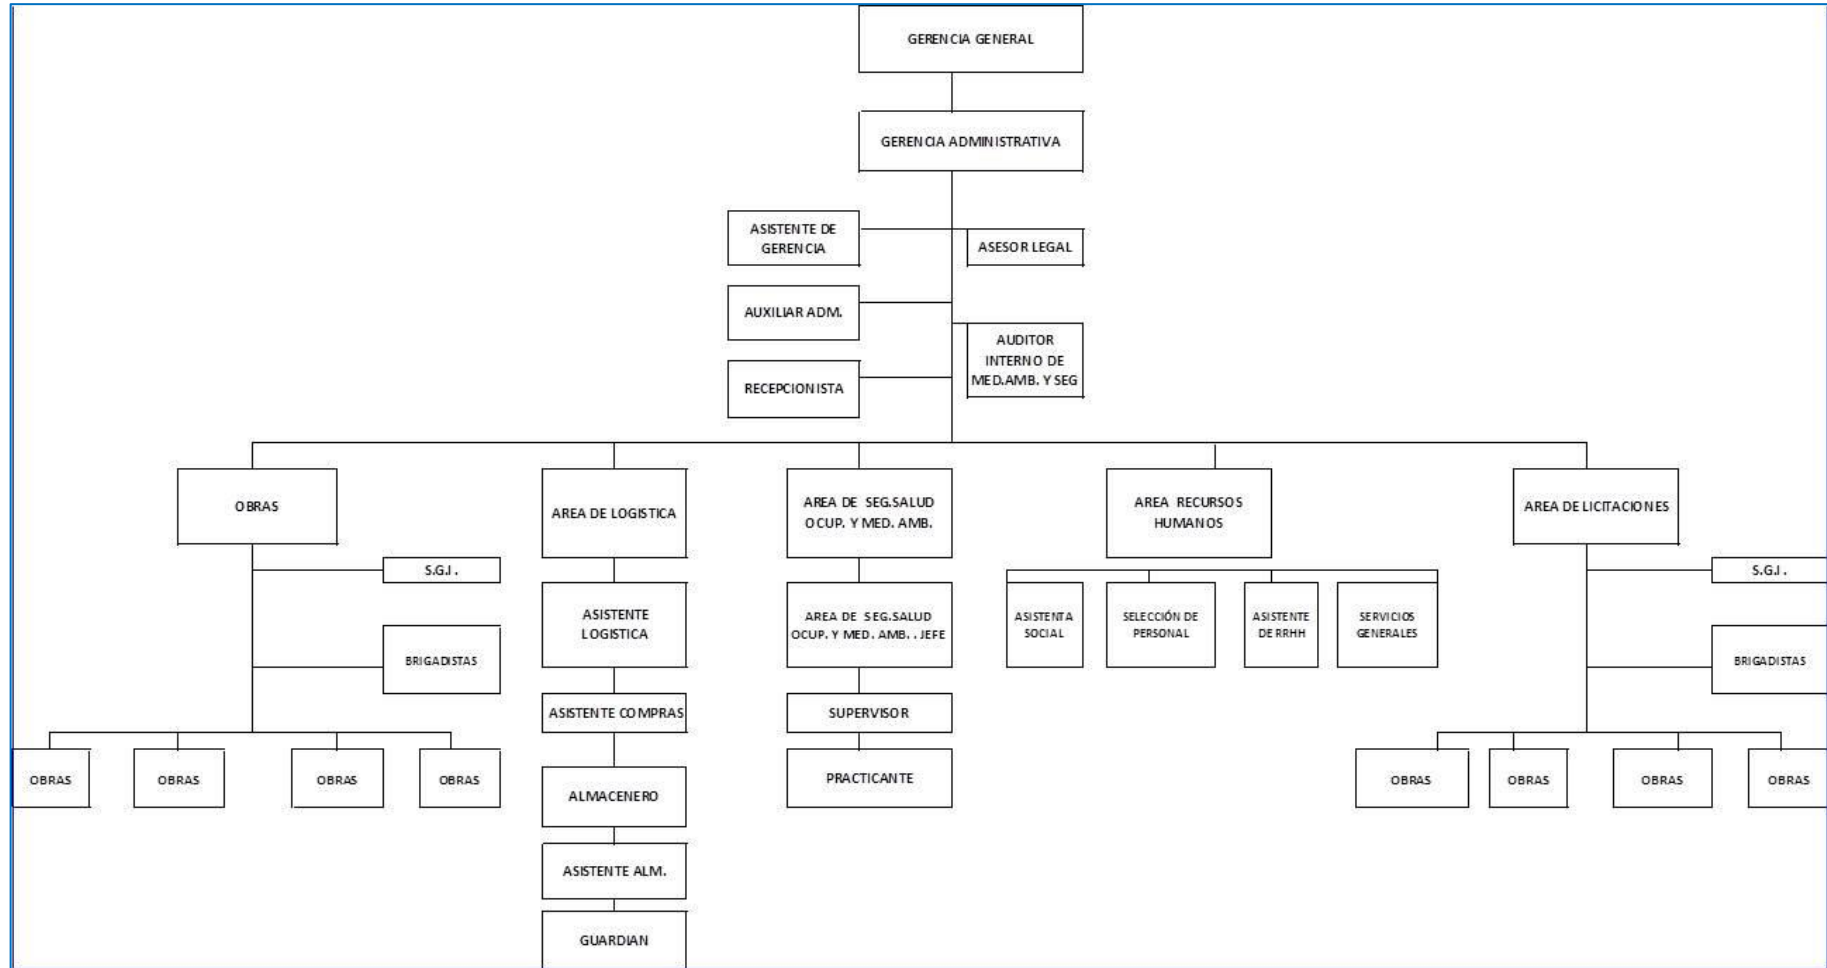 GERENCIA GENERAL
GERENCIA ADMINISTRATIVA
ASISTENTE DE
GERENCIA
ASESOR LEGAL
AUXILIAR ADM.
AUDITOR
INTERNO DE
MED.AMB. Y SEG
RECEPCIONISTA
OBRAS
AREA DE LOGISTICA
AREA DE SEG.SALUD
OCUP. Y MED. AMB.
AREA RECURSOS
HUMANOS
AREA DE LICITACIONES
S.G.I .
S.G.I .
ASISTENTE
LOGISTICA
AREA DE SEG.SALUD
OCUP. Y MED. AMB. . JEFE
ASISTENTA
SOCIAL
SELECCIÓN DE
PERSONAL
ASISTENTE
DE RRHH
SERVICIOS
GENERALES
BRIGADISTAS
BRIGADISTAS
ASISTENTE COMPRAS
SUPERVISOR
OBRAS
OBRAS
OBRAS
OBRAS
ALMACENERO
PRACTICANTE
OBRAS
OBRAS
OBRAS
OBRAS
ASISTENTE ALM.
GUARDIAN